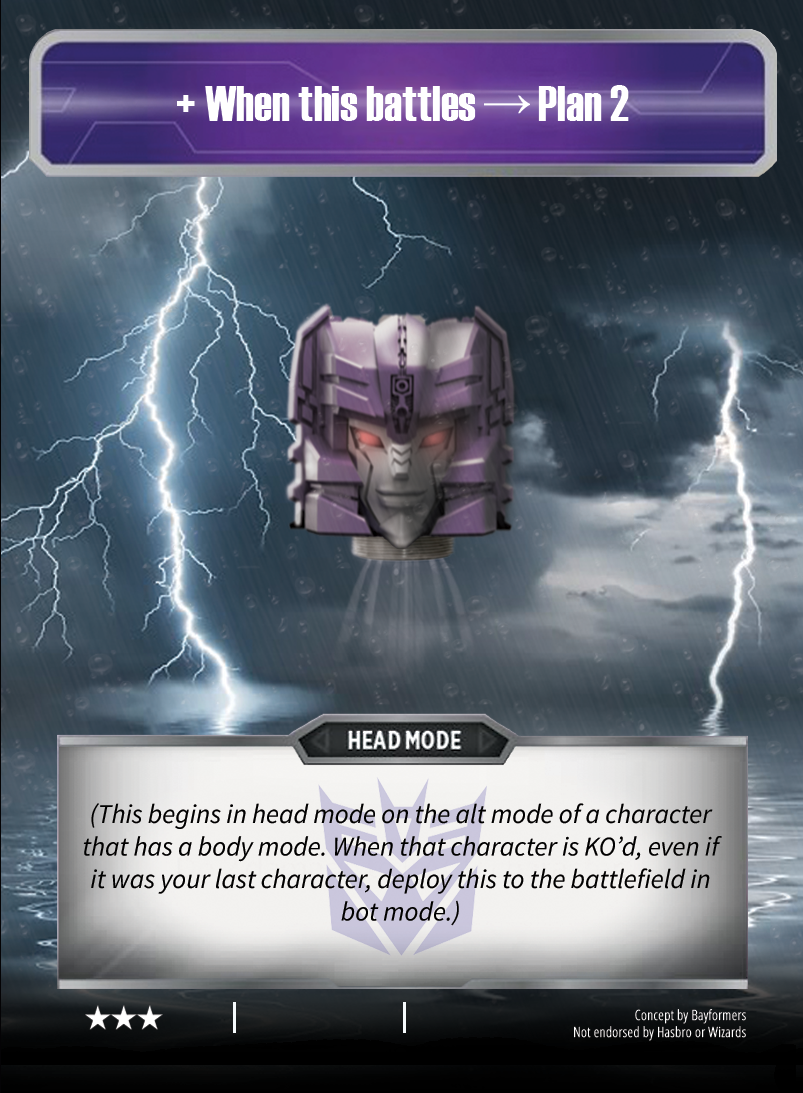 + When this battles → Plan 2
HEAD MODE
(This begins in head mode on the alt mode of a character
that has a body mode. When that character is KO’d, even if
it was your last character, deploy this to the battlefield in
bot mode.)
★★★
Concept by Bayformers
Not endorsed by Hasbro or Wizards